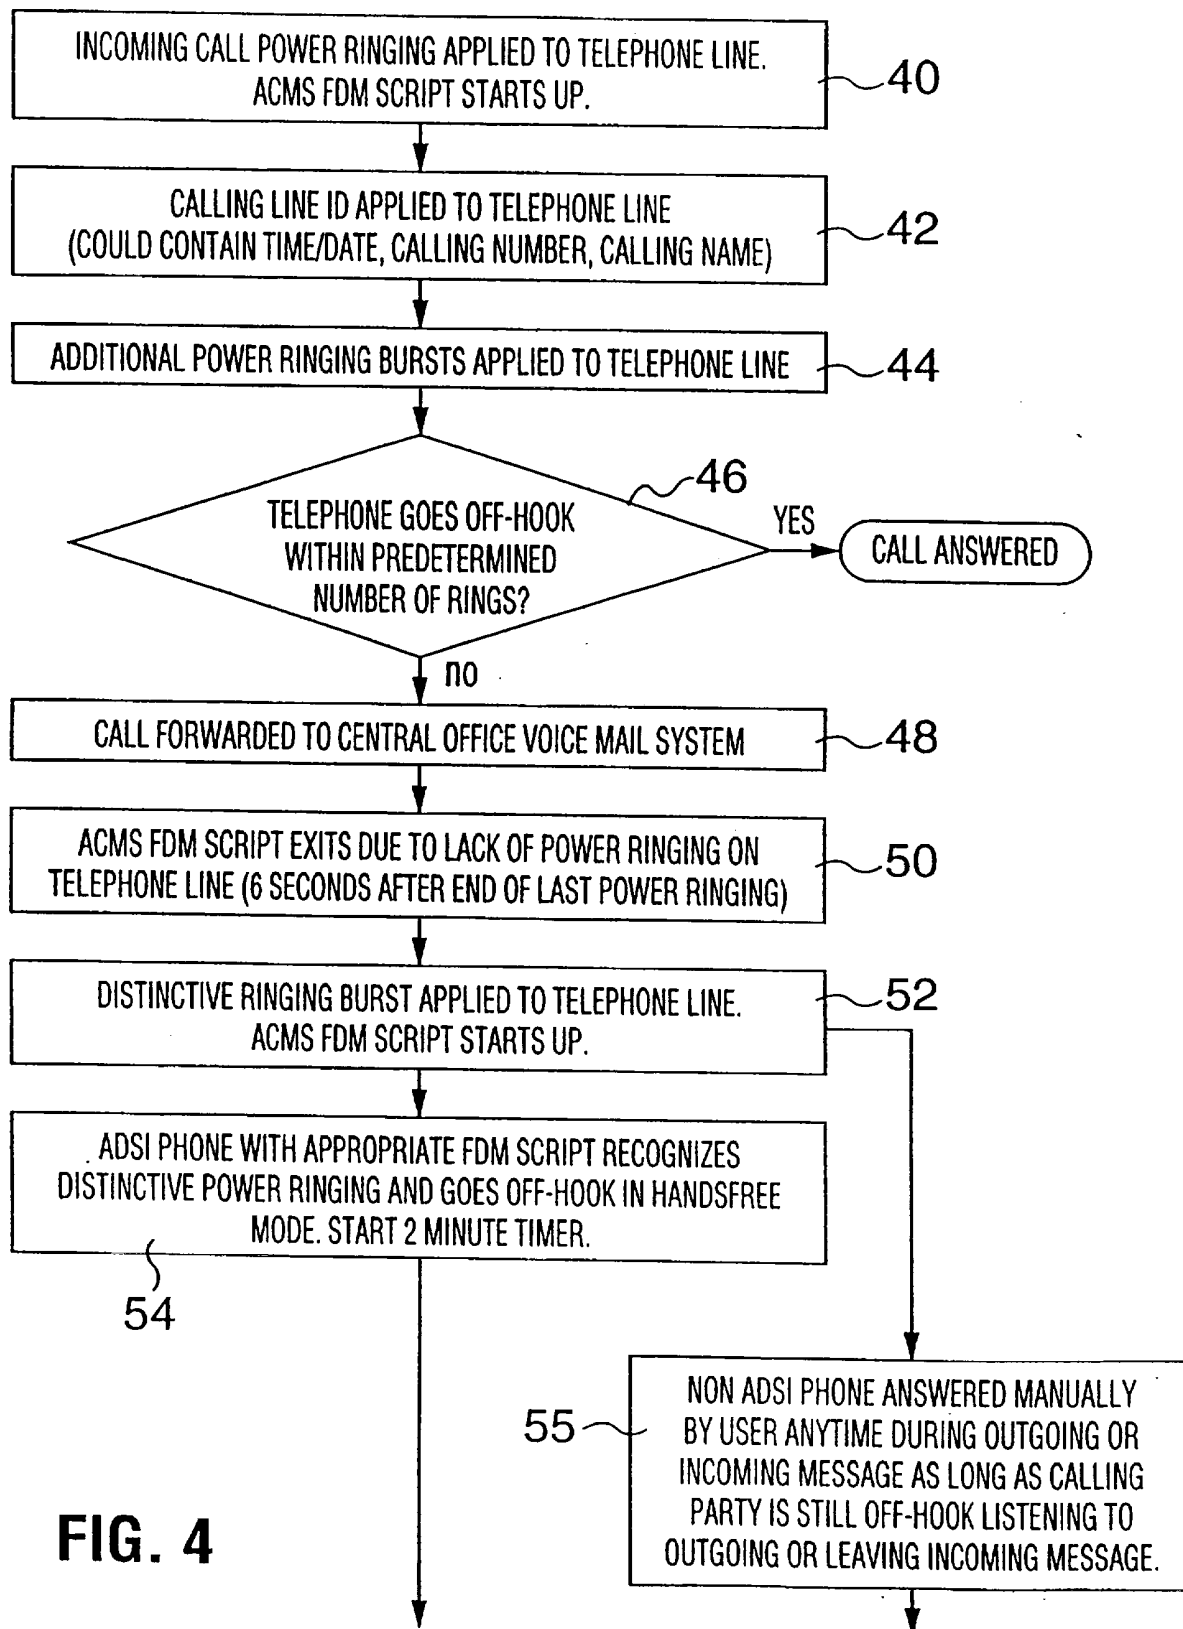 INCOMING CALL POWER RINGING APPLIED TO TELEPHONE LINE.
ACMS FDM SCRIPT STARTS UP.
40
CALLING LINE ID APPLIED TO TELEPHONE LINE
(COULD CONTAIN TIME/DATE, CALLING NUMBER, CALLING NAME)
42
ADDITIONAL POWER RINGING BURSTS APPLIED TO TELEPHONE LINE
44
46
TELEPHONE GOES OFF-HOOK
WITHIN PREDETERMINED
NUMBER OF RINGS?
YES
CALL ANSWERED
no
CALL FORWARDED TO CENTRAL OFFICE VOICE MAIL SYSTEM
48
ACMS FDM SCRIPT EXITS DUE TO LACK OF POWER RINGING ON
TELEPHONE LINE (6 SECONDS AFTER END OF LAST POWER RINGING)
50
DISTINCTIVE RINGING BURST APPLIED TO TELEPHONE LINE.
ACMS FDM SCRIPT STARTS UP.
52
ADSI PHONE WITH APPROPRIATE FDM SCRIPT RECOGNIZES
DISTINCTIVE POWER RINGING AND GOES OFF-HOOK IN HANDSFREE
MODE. START 2 MINUTE TIMER.
54
NON ADSI PHONE ANSWERED MANUALLY
BY USER ANYTIME DURING OUTGOING OR
INCOMING MESSAGE AS LONG AS CALLING
PARTY IS STILL OFF-HOOK LISTENING TO
OUTGOING OR LEAVING INCOMING MESSAGE.
55
FIG. 4